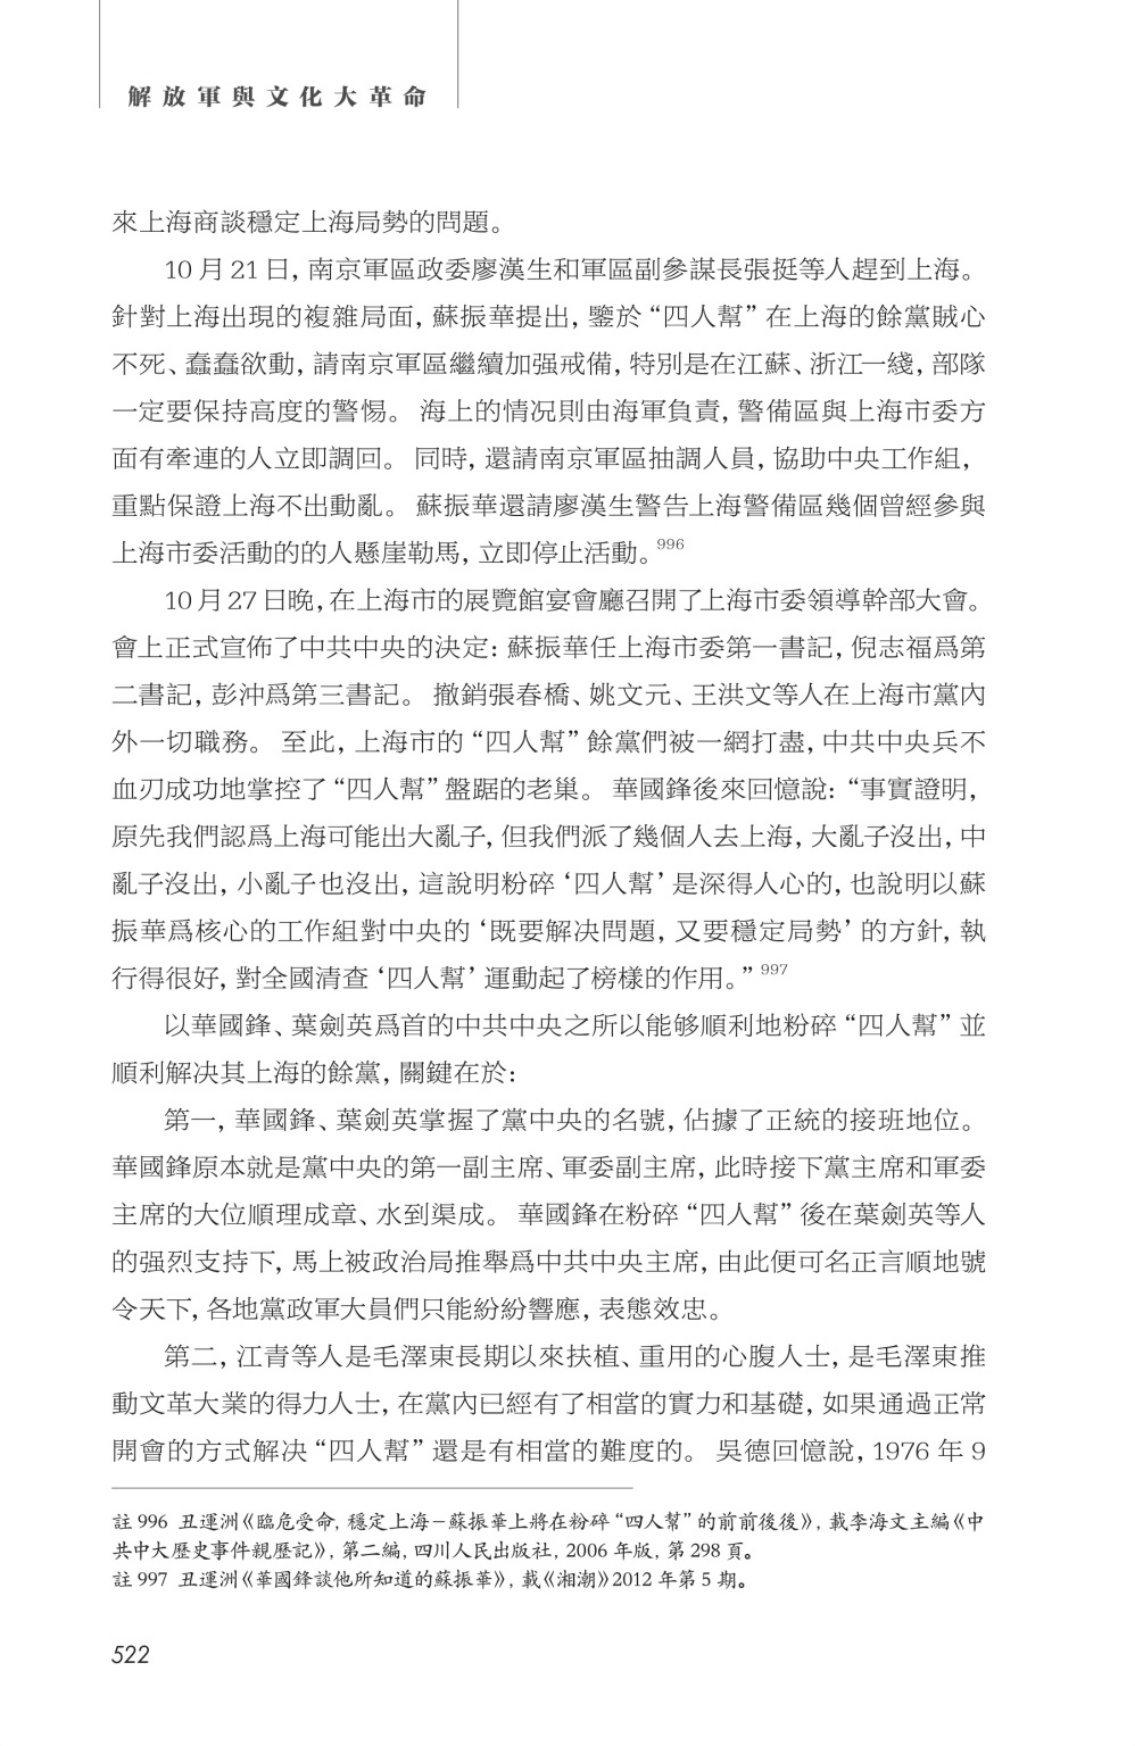 解放軍與文化大革命
來上海商談穩定上海局勢的問題。
10 月 21 日, 南京軍區政委廖漢生和軍區副參謀長張挺等人趕到上海。
針對上海出現的複雜局面, 蘇振華提出, 鑒於 “四人幫” 在上海的餘黨賊心
不死、蠢蠢欲動, 請南京軍區繼續加强戒備, 特別是在江蘇、浙江一綫, 部隊
一定要保持高度的警惕。 海上的情况則由海軍負責, 警備區與上海市委方
面有牽連的人立即調回。 同時, 還請南京軍區抽調人員, 協助中央工作組,
重點保證上海不出動亂。 蘇振華還請廖漢生警告上海警備區幾個曾經參與
上海市委活動的的人懸崖勒馬, 立即停止活動。996
10 月 27 日晚, 在上海市的展覽館宴會廳召開了上海市委領導幹部大會。
會上正式宣佈了中共中央的決定: 蘇振華任上海市委第一書記, 倪志福爲第
二書記, 彭沖爲第三書記。 撤銷張春橋、姚文元、王洪文等人在上海市黨內
外一切職務。 至此, 上海市的 “四人幫” 餘黨們被一網打盡, 中共中央兵不
血刃成功地掌控了 “四人幫” 盤踞的老巢。 華國鋒後來回憶說: “事實證明,
原先我們認爲上海可能出大亂子, 但我們派了幾個人去上海, 大亂子沒出, 中
亂子沒出, 小亂子也沒出, 這說明粉碎 ‘四人幫’ 是深得人心的, 也說明以蘇
振華爲核心的工作組對中央的 ‘既要解决問題, 又要穩定局勢’ 的方針, 執
行得很好, 對全國清查 ‘四人幫’ 運動起了榜樣的作用。” 997
以華國鋒、葉劍英爲首的中共中央之所以能够順利地粉碎 “四人幫” 並
順利解决其上海的餘黨, 關鍵在於:
第一, 華國鋒、葉劍英掌握了黨中央的名號, 佔據了正統的接班地位。
華國鋒原本就是黨中央的第一副主席、軍委副主席, 此時接下黨主席和軍委
主席的大位順理成章、水到渠成。 華國鋒在粉碎 “四人幫” 後在葉劍英等人
的强烈支持下, 馬上被政治局推舉爲中共中央主席, 由此便可名正言順地號
令天下, 各地黨政軍大員們只能紛紛響應, 表態效忠。
第二, 江青等人是毛澤東長期以來扶植、重用的心腹人士, 是毛澤東推
動文革大業的得力人士, 在黨內已經有了相當的實力和基礎, 如果通過正常
開會的方式解决 “四人幫” 還是有相當的難度的。 吳德回憶說, 1976 年 9
註 996 丑運洲《臨危受命, 穩定上海－蘇振華上將在粉碎 “四人幫” 的前前後後》, 載李海文主編《中
共中大歷史事件親歷記》, 第二編, 四川人民出版社, 2006 年版, 第 298 頁。
註 997 丑運洲《華國鋒談他所知道的蘇振華》, 載《湘潮》2012 年第 5 期。
522